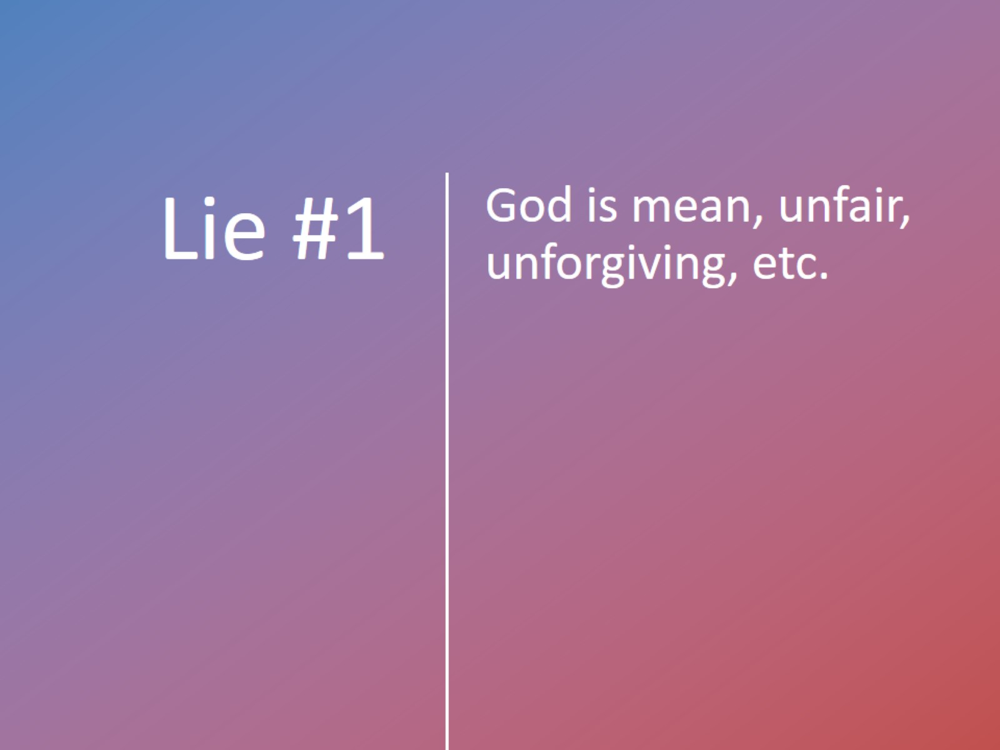 Lie #1
God is mean, unfair,
unforgiving, etc.